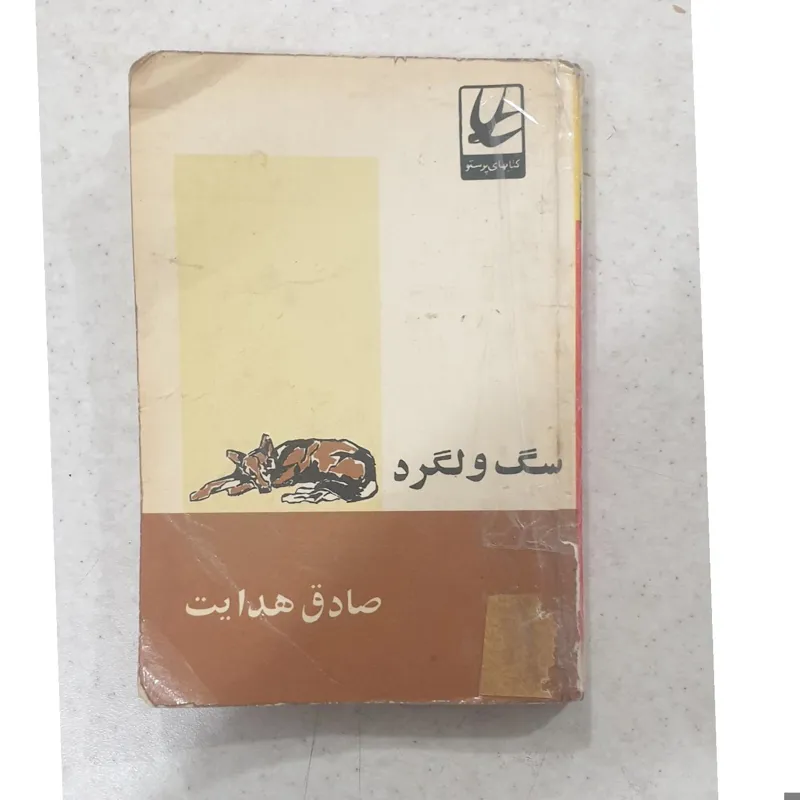 کتابهای پرستو
سگ ولگرد
صادق هدایت